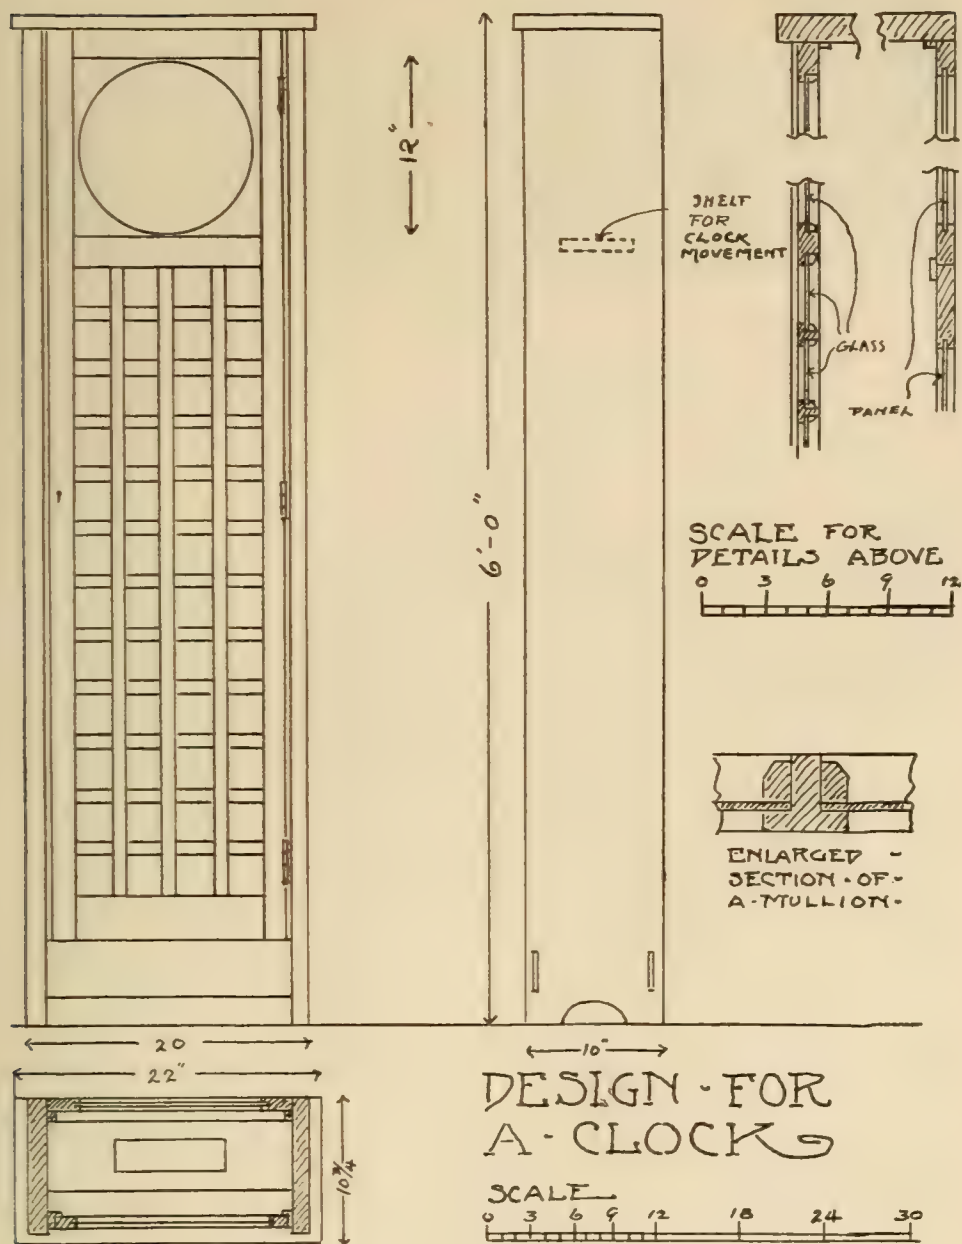 12"
SHELF
FOR
CLOCK
MOVEMENT
GLASS
PANEL
6'-0"
SCALE FOR
DETAILS ABOVE
0 3 6 9 12
ENLARGED -
SECTION · OF -
A · MULLION -
20
22"
10"
10 3/4
DESIGN · FOR
A · CLOCK
SCALE
0 3 6 9 12 18 24 30